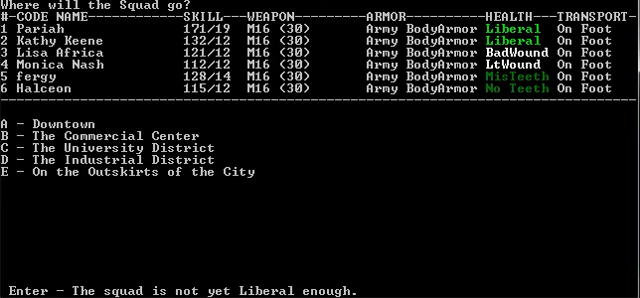 Where will the Squad go?
#-CODE NAME------------SKILL---WEAPON---------ARMOR---------HEALTH---TRANSPORT-
1 Pariah               171/19  M16 (30)       Army BodyArmor Liberal  On Foot
2 Kathy Keene          132/12  M16 (30)       Army BodyArmor Liberal  On Foot
3 Lisa Africa          121/12  M16 (30)       Army BodyArmor BadWound On Foot
4 Monica Nash          112/12  M16 (30)       Army BodyArmor LtWound  On Foot
5 fergy                128/14  M16 (30)       Army BodyArmor MisTeeth On Foot
6 Halceon              115/12  M16 (30)       Army BodyArmor No Teeth On Foot
A - Downtown
B - The Commercial Center
C - The University District
D - The Industrial District
E - On the Outskirts of the City
Enter - The squad is not yet Liberal enough.